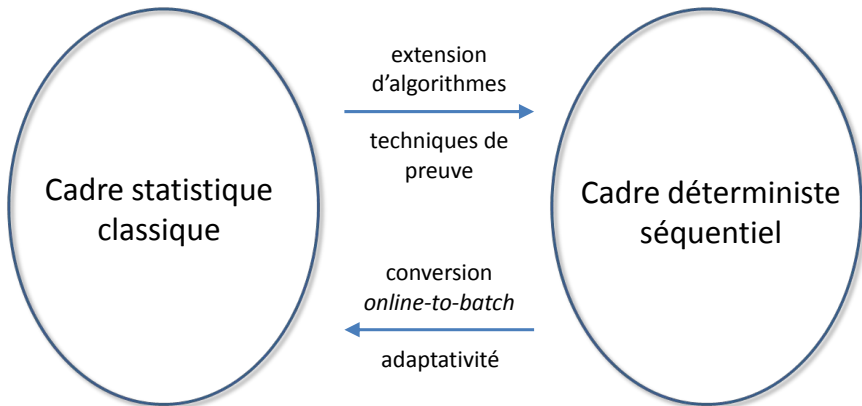 Cadre statistique
classique
extension
d'algorithmes
techniques de
preuve
conversion
online-to-batch
adaptativité
Cadre déterministe
séquentiel